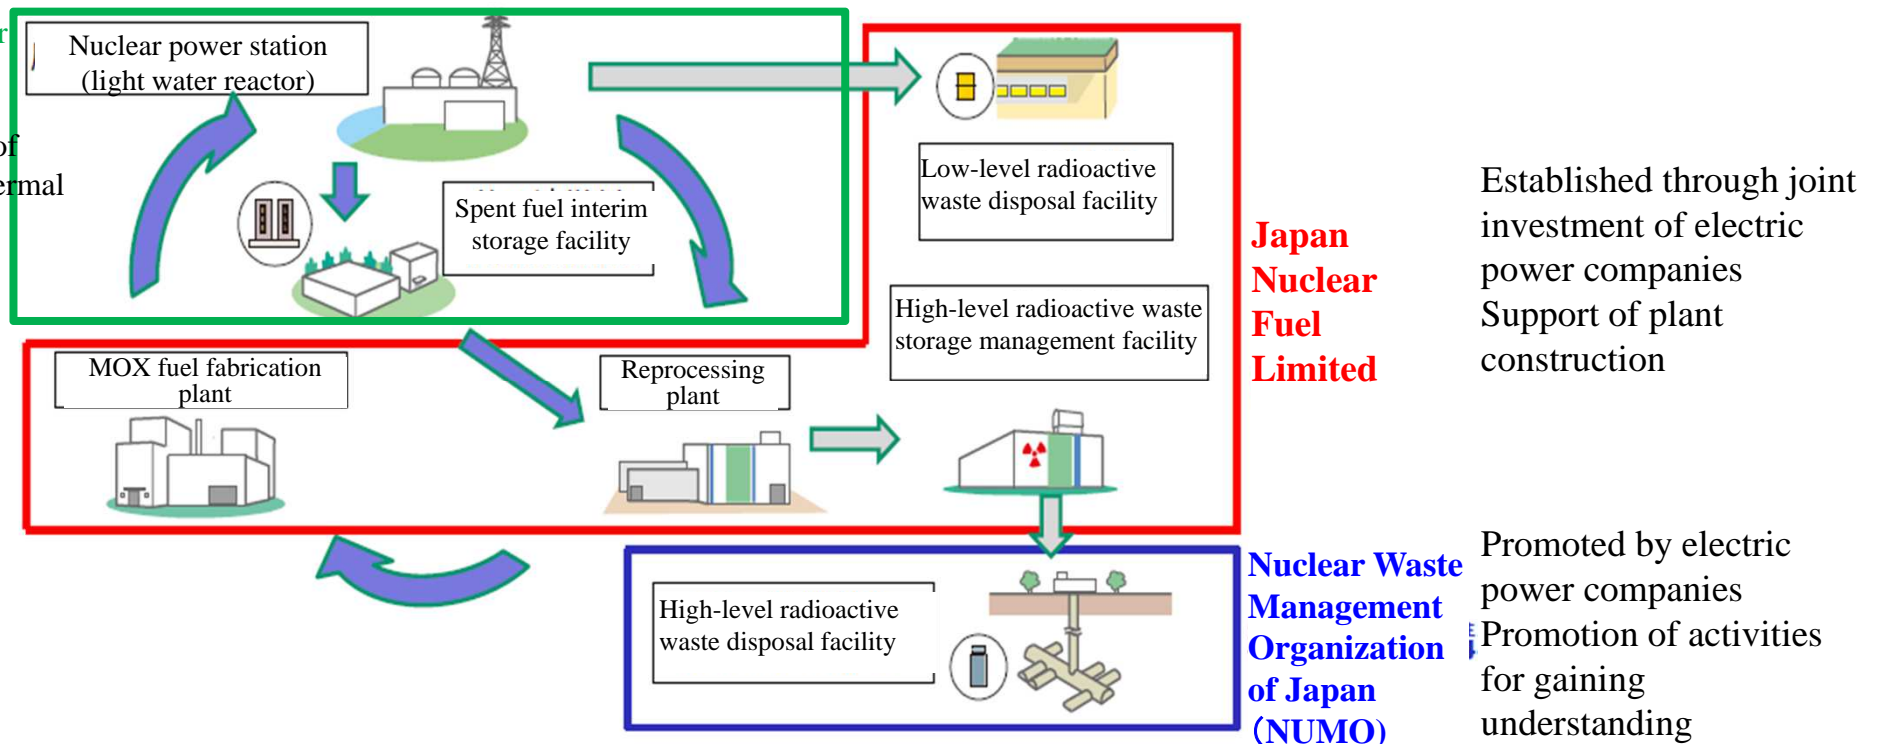 r
of
ermal
Nuclear power station
(light water reactor)
Spent fuel interim
storage facility
Low-level radioactive
waste disposal facility
High-level radioactive waste
storage management facility
MOX fuel fabrication
plant
Reprocessing
plant
High-level radioactive
waste disposal facility
Japan
Nuclear
Fuel
Limited
Established through joint
investment of electric
power companies
Support of plant
construction
Nuclear Waste
Management
Organization
of Japan
(NUMO)
Promoted by electric
power companies
Promotion of activities
for gaining
understanding